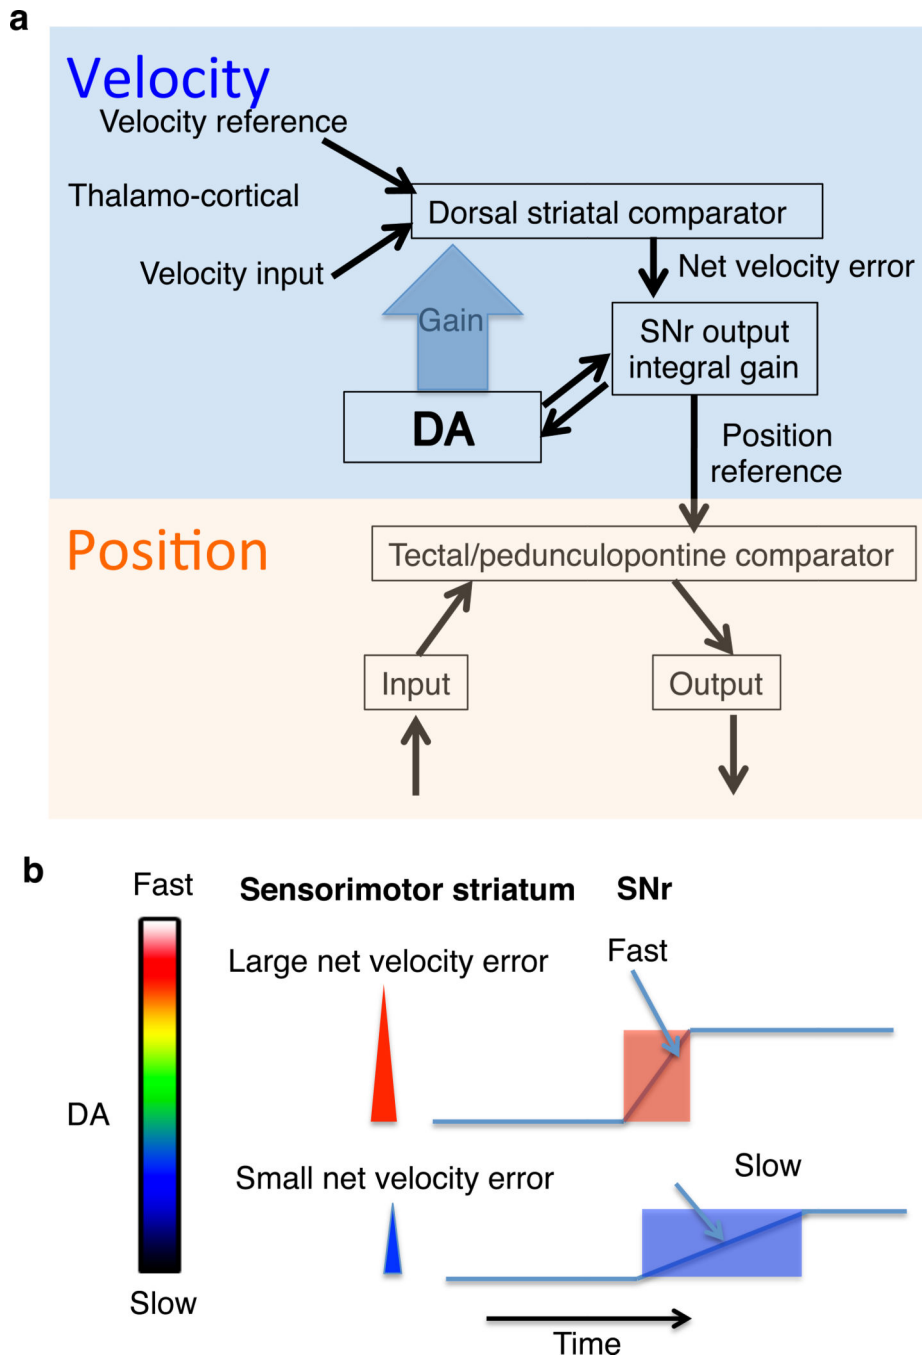 a
Velocity
Velocity reference
Thalamo-cortical
Dorsal striatal comparator
Velocity input
Net velocity error
Gain
SNr output
integral gain
DA
Position
reference
Position
Tectal/pedunculopontine comparator
Input
Output
b
Fast
Sensorimotor striatum
SNr
Large net velocity error
Fast
DA
Small net velocity error
Slow
Slow
Time